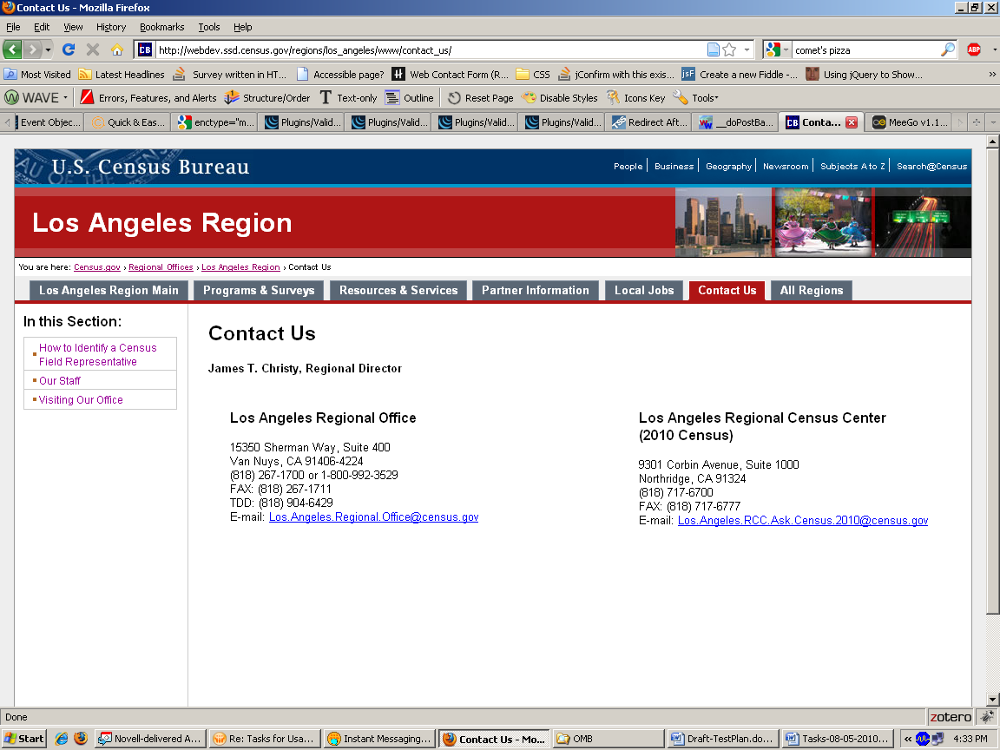 Contact Us - Mozilla Firefox
File Edit View History Bookmarks Tools Help
CB http://webdev.ssd.census.gov/regions/los_angeles/www/contact_us/ comet's pizza ABP
Most Visited Latest Headlines Survey written in HT... Accessible page? H Web Contact Form (R... CSS jConfirm with this exis... jsF Create a new Fiddle -... Using jQuery to Show... »
WAVE Errors, Features, and Alerts Structure/Order T Text-only Outline Reset Page Disable Styles Icons Key Tools
Event Objec... Quick & Eas... enctype="m... Plugins/Valid... Plugins/Valid... Plugins/Valid... Plugins/Valid... Redirect Aft... __doPostBa... CB Conta... MeeGo v1.1...
U.S. Census Bureau
People | Business | Geography | Newsroom | Subjects A to Z | Search@Census
Los Angeles Region
You are here: Census.gov › Regional Offices › Los Angeles Region › Contact Us
Los Angeles Region Main Programs & Surveys Resources & Services Partner Information Local Jobs Contact Us All Regions
In this Section:
How to Identify a Census
Field Representative
Our Staff
Visiting Our Office
Contact Us
James T. Christy, Regional Director
Los Angeles Regional Office
15350 Sherman Way, Suite 400
Van Nuys, CA 91406-4224
(818) 267-1700 or 1-800-992-3529
FAX: (818) 267-1711
TDD: (818) 904-6429
E-mail: Los.Angeles.Regional.Office@census.gov
Los Angeles Regional Census Center
(2010 Census)
9301 Corbin Avenue, Suite 1000
Northridge, CA 91324
(818) 717-6700
FAX: (818) 717-6777
E-mail: Los.Angeles.RCC.Ask.Census.2010@census.gov
Done zotero
Start Novell-delivered A... Re: Tasks for Usa... Instant Messaging... Contact Us - Mo... OMB Draft-TestPlan.do... Tasks-08-05-2010... « 4:33 PM